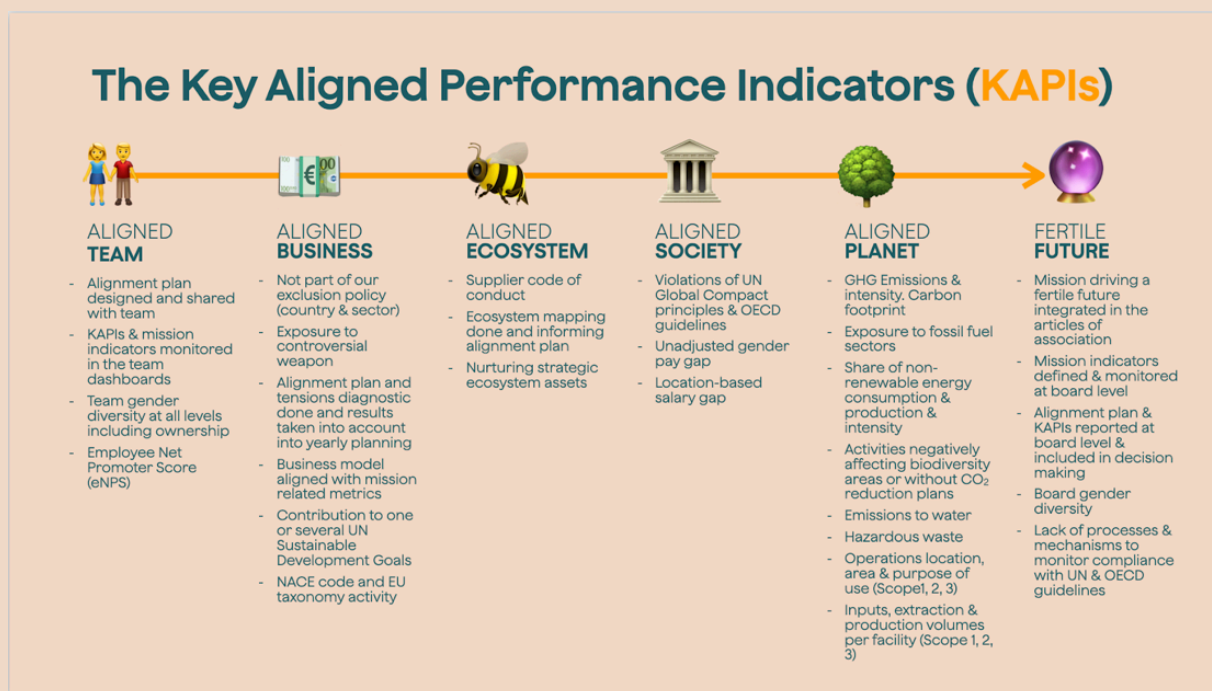 The Key Aligned Performance Indicators (KAPIs)
ALIGNED
TEAM
- Alignment plan
designed and shared
with team
- KAPIs & mission
indicators monitored
in the team
dashboards
- Team gender
diversity at all levels
including ownership
- Employee Net
Promoter Score
(eNPS)
ALIGNED
BUSINESS
- Not part of our
exclusion policy
(country & sector)
- Exposure to
controversial
weapon
- Alignment plan and
tensions diagnostic
done and results
taken into account
into yearly planning
- Business model
aligned with mission
related metrics
- Contribution to one
or several UN
Sustainable
Development Goals
- NACE code and EU
taxonomy activity
ALIGNED
ECOSYSTEM
- Supplier code of
conduct
- Ecosystem mapping
done and informing
alignment plan
- Nurturing strategic
ecosystem assets
ALIGNED
SOCIETY
- Violations of UN
Global Compact
principles & OECD
guidelines
- Unadjusted gender
pay gap
- Location-based
salary gap
ALIGNED
PLANET
- GHG Emissions &
intensity. Carbon
footprint
- Exposure to fossil fuel
sectors
- Share of non-
renewable energy
consumption &
production &
intensity
- Activities negatively
affecting biodiversity
areas or without CO₂
reduction plans
- Emissions to water
- Hazardous waste
- Operations location,
area & purpose of
use (Scope1, 2, 3)
- Inputs, extraction &
production volumes
per facility (Scope 1, 2,
3)
FERTILE
FUTURE
- Mission driving a
fertile future
integrated in the
articles of
association
- Mission indicators
defined & monitored
at board level
- Alignment plan &
KAPIs reported at
board level &
included in decision
making
- Board gender
diversity
- Lack of processes &
mechanisms to
monitor compliance
with UN & OECD
guidelines